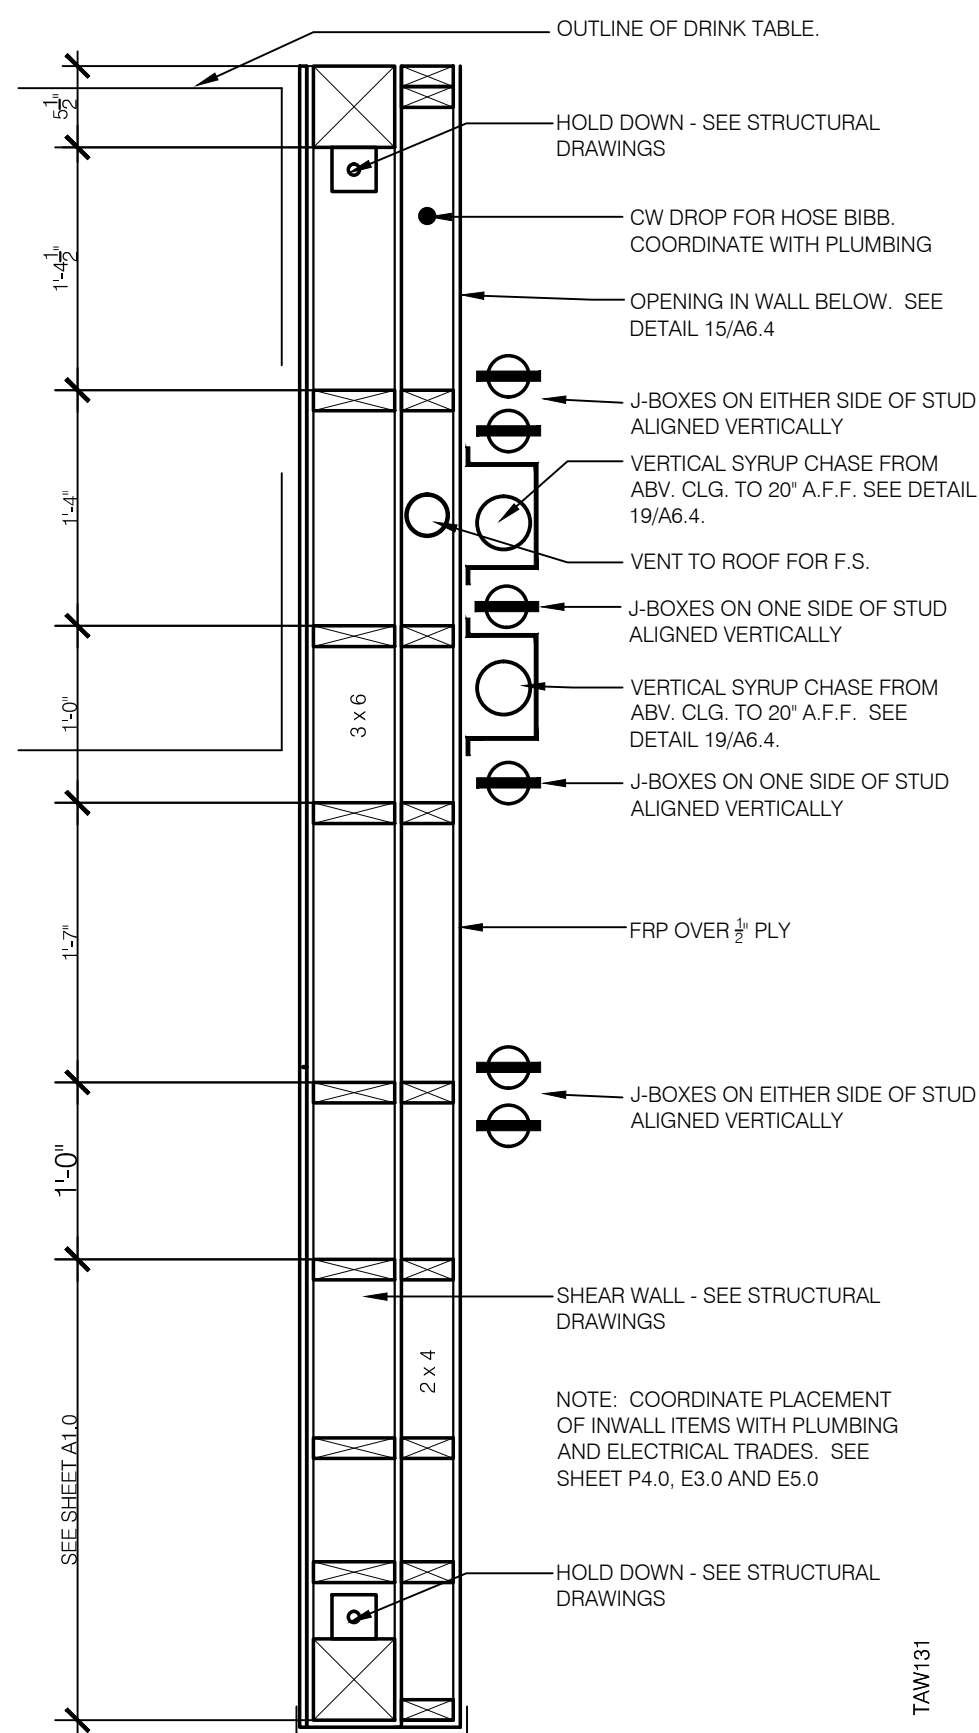 OUTLINE OF DRINK TABLE.
5 1/2"
HOLD DOWN - SEE STRUCTURAL
DRAWINGS
CW DROP FOR HOSE BIBB.
COORDINATE WITH PLUMBING
1'-4 1/2"
OPENING IN WALL BELOW.  SEE
DETAIL 15/A6.4
J-BOXES ON EITHER SIDE OF STUD
ALIGNED VERTICALLY
VERTICAL SYRUP CHASE FROM
ABV. CLG. TO 20" A.F.F. SEE DETAIL
19/A6.4.
1'-4"
VENT TO ROOF FOR F.S.
J-BOXES ON ONE SIDE OF STUD
ALIGNED VERTICALLY
VERTICAL SYRUP CHASE FROM
ABV. CLG. TO 20" A.F.F.  SEE
DETAIL 19/A6.4.
1'-0"
3 x 6
J-BOXES ON ONE SIDE OF STUD
ALIGNED VERTICALLY
1'-7"
FRP OVER 1/2" PLY
J-BOXES ON EITHER SIDE OF STUD
ALIGNED VERTICALLY
1'-0"
SHEAR WALL - SEE STRUCTURAL
DRAWINGS
2 x 4
NOTE:  COORDINATE PLACEMENT
OF INWALL ITEMS WITH PLUMBING
AND ELECTRICAL TRADES.  SEE
SHEET P4.0, E3.0 AND E5.0
SEE SHEET A1.0
HOLD DOWN - SEE STRUCTURAL
DRAWINGS
TAW131